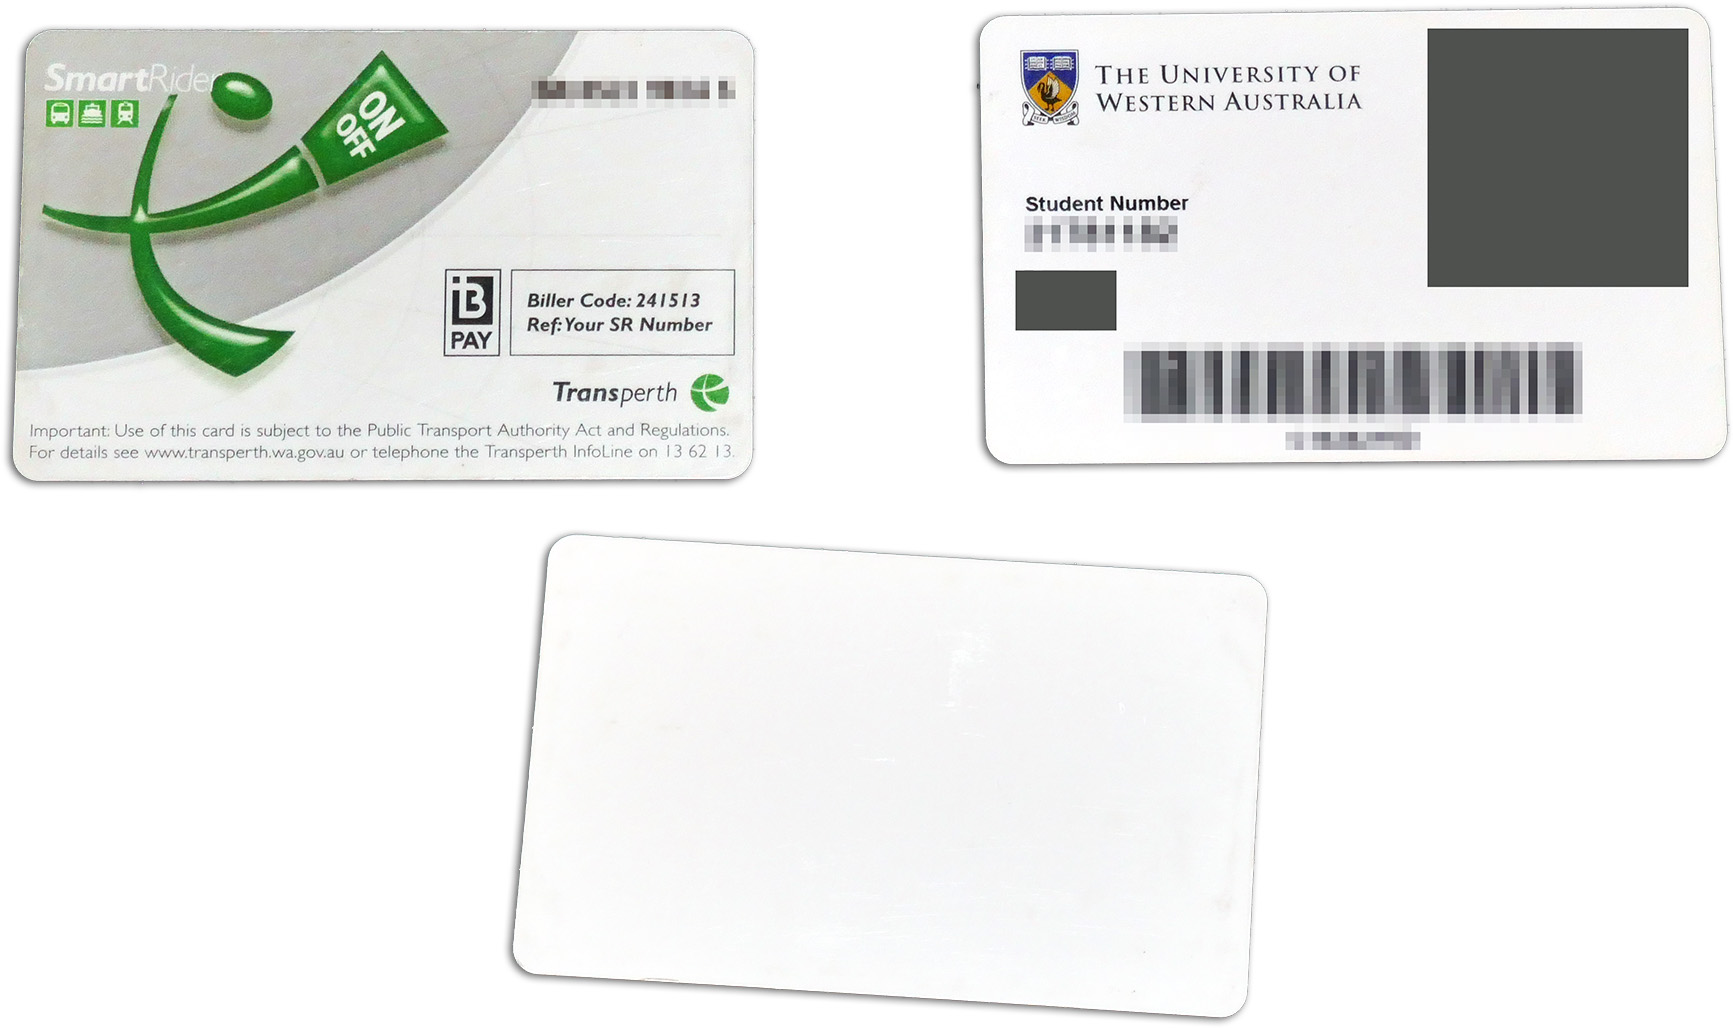 SmartRider
ON
OFF
B
PAY
Biller Code: 241513
Ref: Your SR Number
Transperth
Important: Use of this card is subject to the Public Transport Authority Act and Regulations.
For details see www.transperth.wa.gov.au or telephone the Transperth InfoLine on 13 62 13.
THE UNIVERSITY OF
WESTERN AUSTRALIA
SEEK WISDOM
Student Number